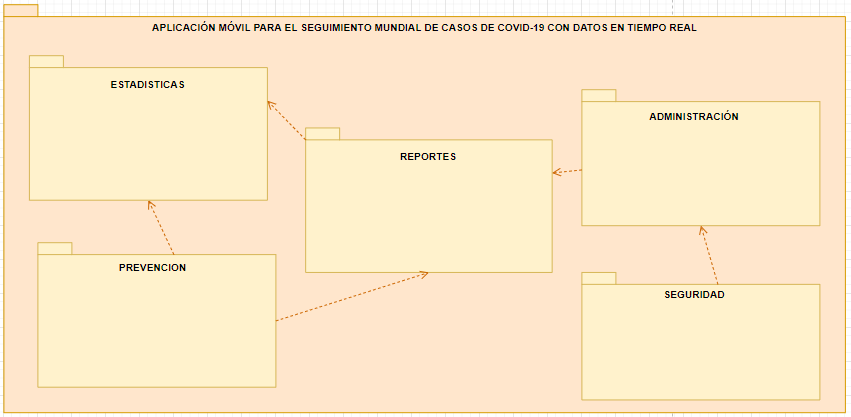 APLICACIÓN MÓVIL PARA EL SEGUIMIENTO MUNDIAL DE CASOS DE COVID-19 CON DATOS EN TIEMPO REAL
ESTADISTICAS
ADMINISTRACIÓN
REPORTES
PREVENCION
SEGURIDAD